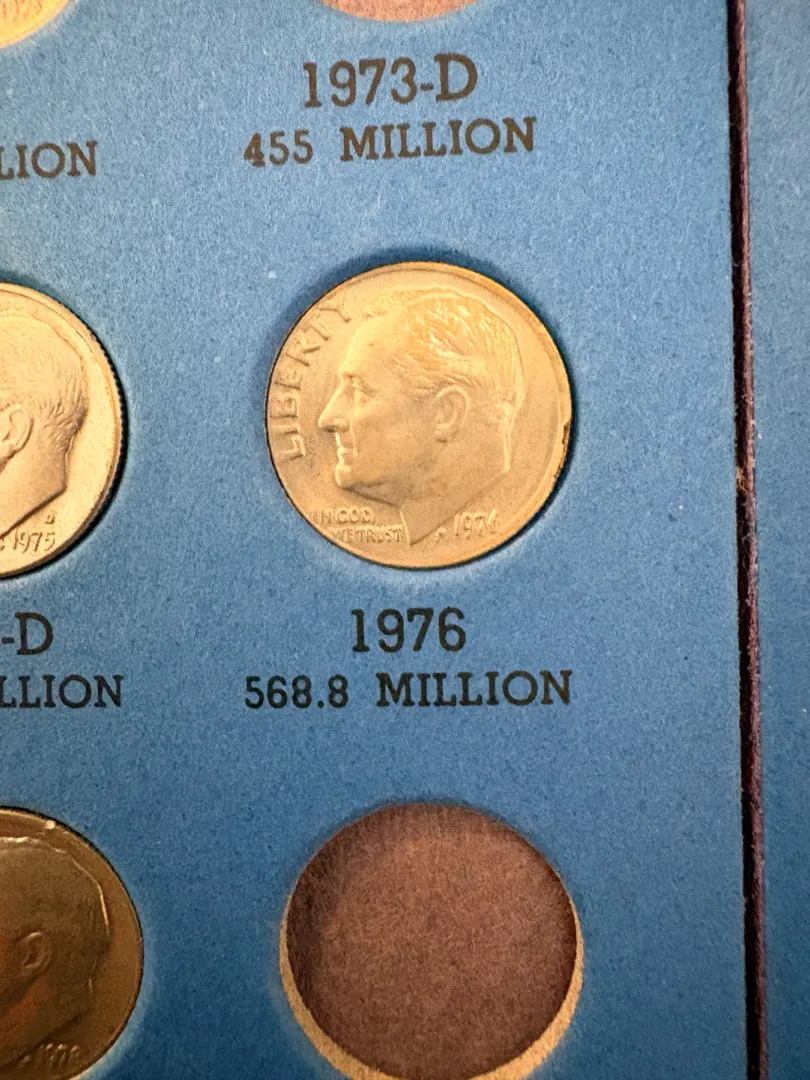 1973-D
LION
455 MILLION
LIBERTY
IN GOD
WE TRUST
1976
D
1975
-D
1976
LLION
568.8 MILLION